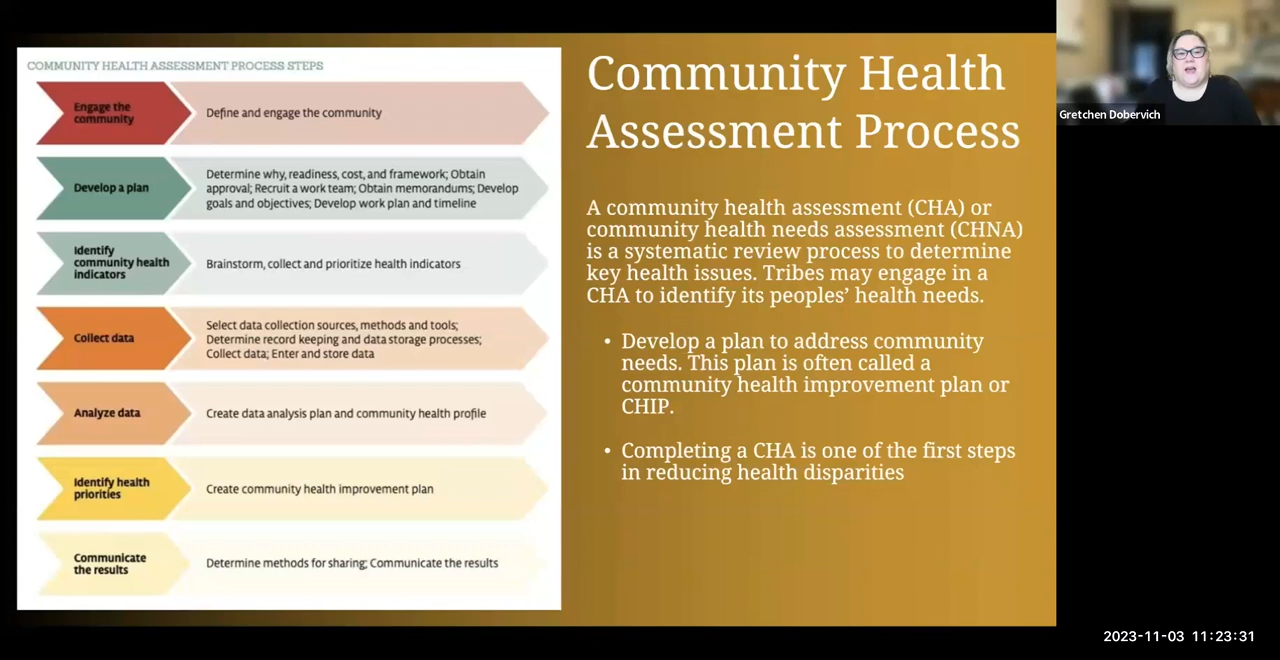 COMMUNITY HEALTH ASSESSMENT PROCESS STEPS
Engage the
community
Define and engage the community
Develop a plan
Determine why, readiness, cost, and framework; Obtain
approval; Recruit a work team; Obtain memorandums; Develop
goals and objectives; Develop work plan and timeline
Identify
community health
indicators
Brainstorm, collect and prioritize health indicators
Collect data
Select data collection sources, methods and tools;
Determine record keeping and data storage processes;
Collect data; Enter and store data
Analyze data
Create data analysis plan and community health profile
Identify health
priorities
Create community health improvement plan
Communicate
the results
Determine methods for sharing; Communicate the results
Community Health
Assessment Process
A community health assessment (CHA) or
community health needs assessment (CHNA)
is a systematic review process to determine
key health issues. Tribes may engage in a
CHA to identify its peoples’ health needs.
• Develop a plan to address community
needs. This plan is often called a
community health improvement plan or
CHIP.
• Completing a CHA is one of the first steps
in reducing health disparities
Gretchen Dobervich
2023-11-03 11:23:31